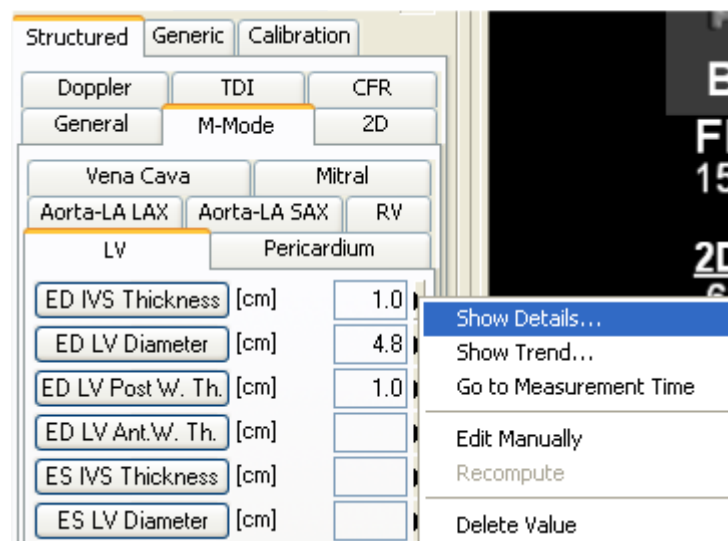 Structured Generic Calibration
Doppler TDI CFR
General M-Mode 2D
Vena Cava Mitral
Aorta-LA LAX Aorta-LA SAX RV
LV Pericardium
ED IVS Thickness [cm] 1.0
ED LV Diameter [cm] 4.8
ED LV Post W. Th. [cm] 1.0
ED LV Ant.W. Th. [cm]
ES IVS Thickness [cm]
ES LV Diameter [cm]
Show Details...
Show Trend...
Go to Measurement Time
Edit Manually
Recompute
Delete Value
15
2D